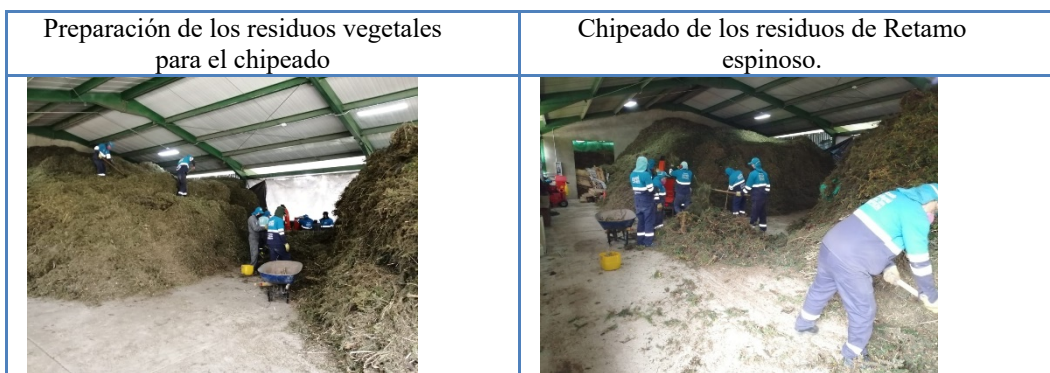 Preparación de los residuos vegetales
para el chipeado
Chipeado de los residuos de Retamo
espinoso.